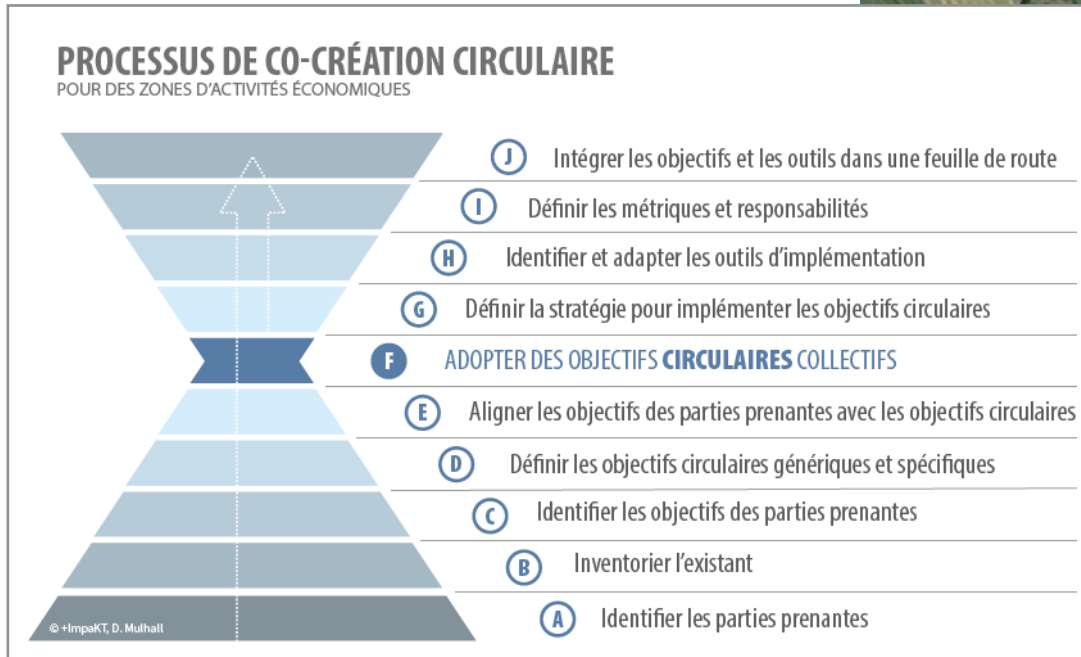 PROCESSUS DE CO-CRÉATION CIRCULAIRE
POUR DES ZONES D'ACTIVITÉS ÉCONOMIQUES
J Intégrer les objectifs et les outils dans une feuille de route
I Définir les métriques et responsabilités
H Identifier et adapter les outils d'implémentation
G Définir la stratégie pour implémenter les objectifs circulaires
F ADOPTER DES OBJECTIFS CIRCULAIRES COLLECTIFS
E Aligner les objectifs des parties prenantes avec les objectifs circulaires
D Définir les objectifs circulaires génériques et spécifiques
C Identifier les objectifs des parties prenantes
B Inventorier l'existant
A Identifier les parties prenantes
© +ImpaKT, D. Mulhall